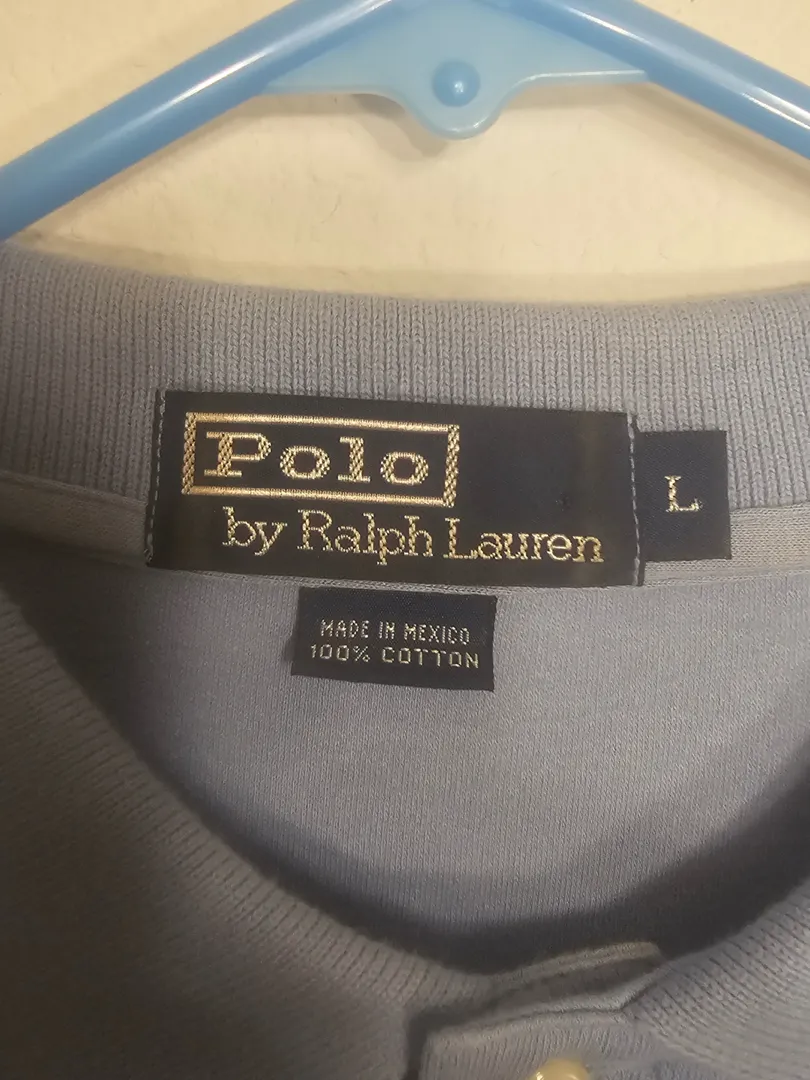 Polo
by Ralph Lauren
L
MADE IN MEXICO
100% COTTON